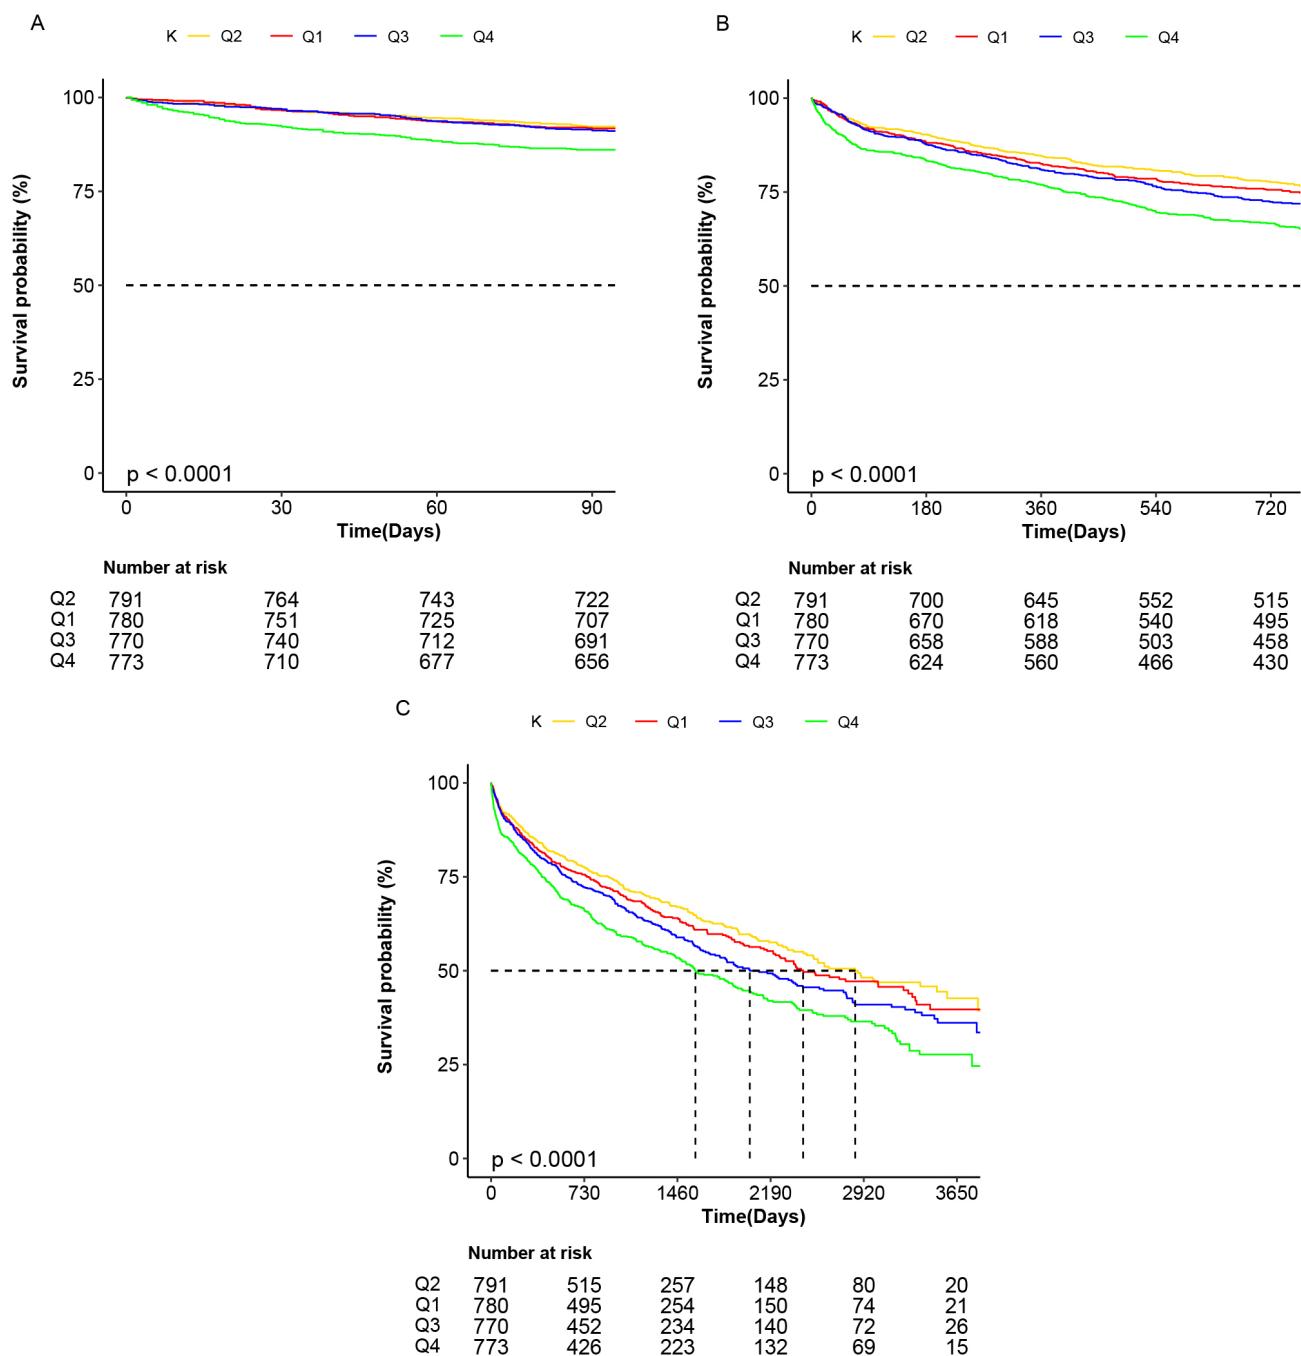 A
K Q2 Q1 Q3 Q4
Survival probability (%)
100
75
50
25
0
p < 0.0001
0 30 60 90
Time(Days)
Number at risk
Q2 791 764 743 722
Q1 780 751 725 707
Q3 770 740 712 691
Q4 773 710 677 656
B
K Q2 Q1 Q3 Q4
Survival probability (%)
100
75
50
25
0
p < 0.0001
0 180 360 540 720
Time(Days)
Number at risk
Q2 791 700 645 552 515
Q1 780 670 618 540 495
Q3 770 658 588 503 458
Q4 773 624 560 466 430
C
K Q2 Q1 Q3 Q4
Survival probability (%)
100
75
50
25
0
p < 0.0001
0 730 1460 2190 2920 3650
Time(Days)
Number at risk
Q2 791 515 257 148 80 20
Q1 780 495 254 150 74 21
Q3 770 452 234 140 72 26
Q4 773 426 223 132 69 15